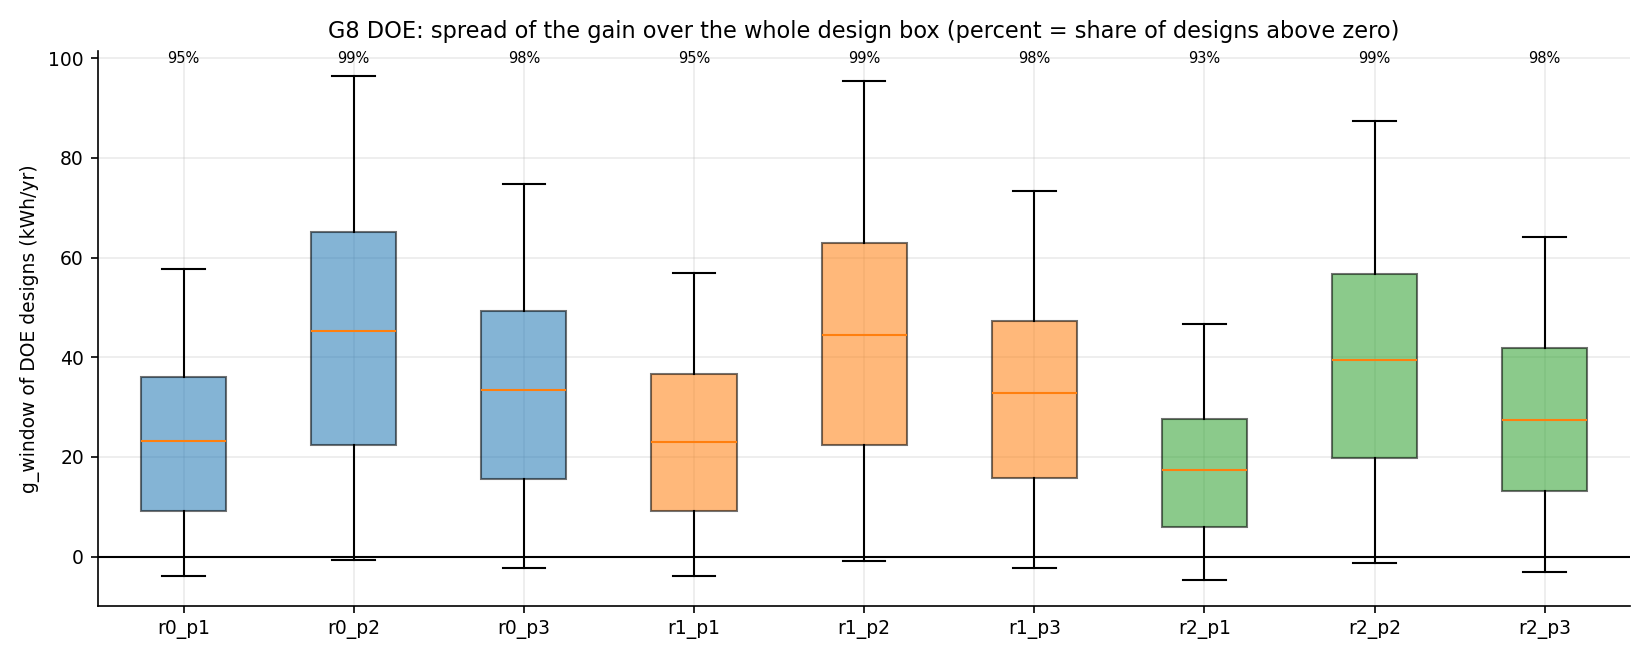 G8 DOE: spread of the gain over the whole design box (percent = share of designs above zero)
95% 99% 98% 95% 99% 98% 93% 99% 98%
g_window of DOE designs (kWh/yr)
100
80
60
40
20
0
r0_p1 r0_p2 r0_p3 r1_p1 r1_p2 r1_p3 r2_p1 r2_p2 r2_p3